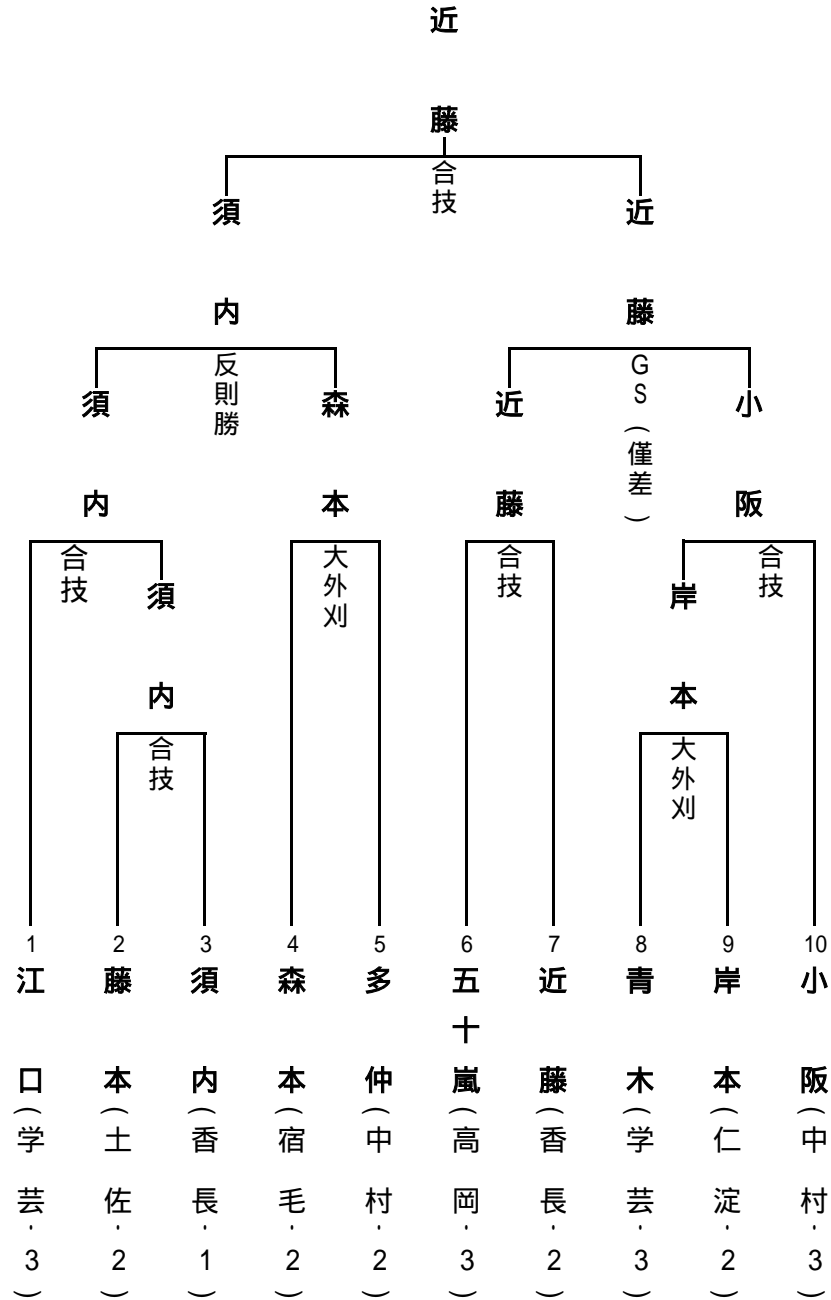 近藤
合技
須内
近藤
反則勝
GS(僅差)
須内
森本
近藤
小阪
合技
大外刈
合技
合技
須内
岸本
合技
大外刈
1
2
3
4
5
6
7
8
9
10
江口(学芸・3)
藤本(土佐・2)
須内(香長・1)
森本(宿毛・2)
多仲(中村・2)
五十嵐(高岡・3)
近藤(香長・2)
青木(学芸・3)
岸本(仁淀・2)
小阪(中村・3)